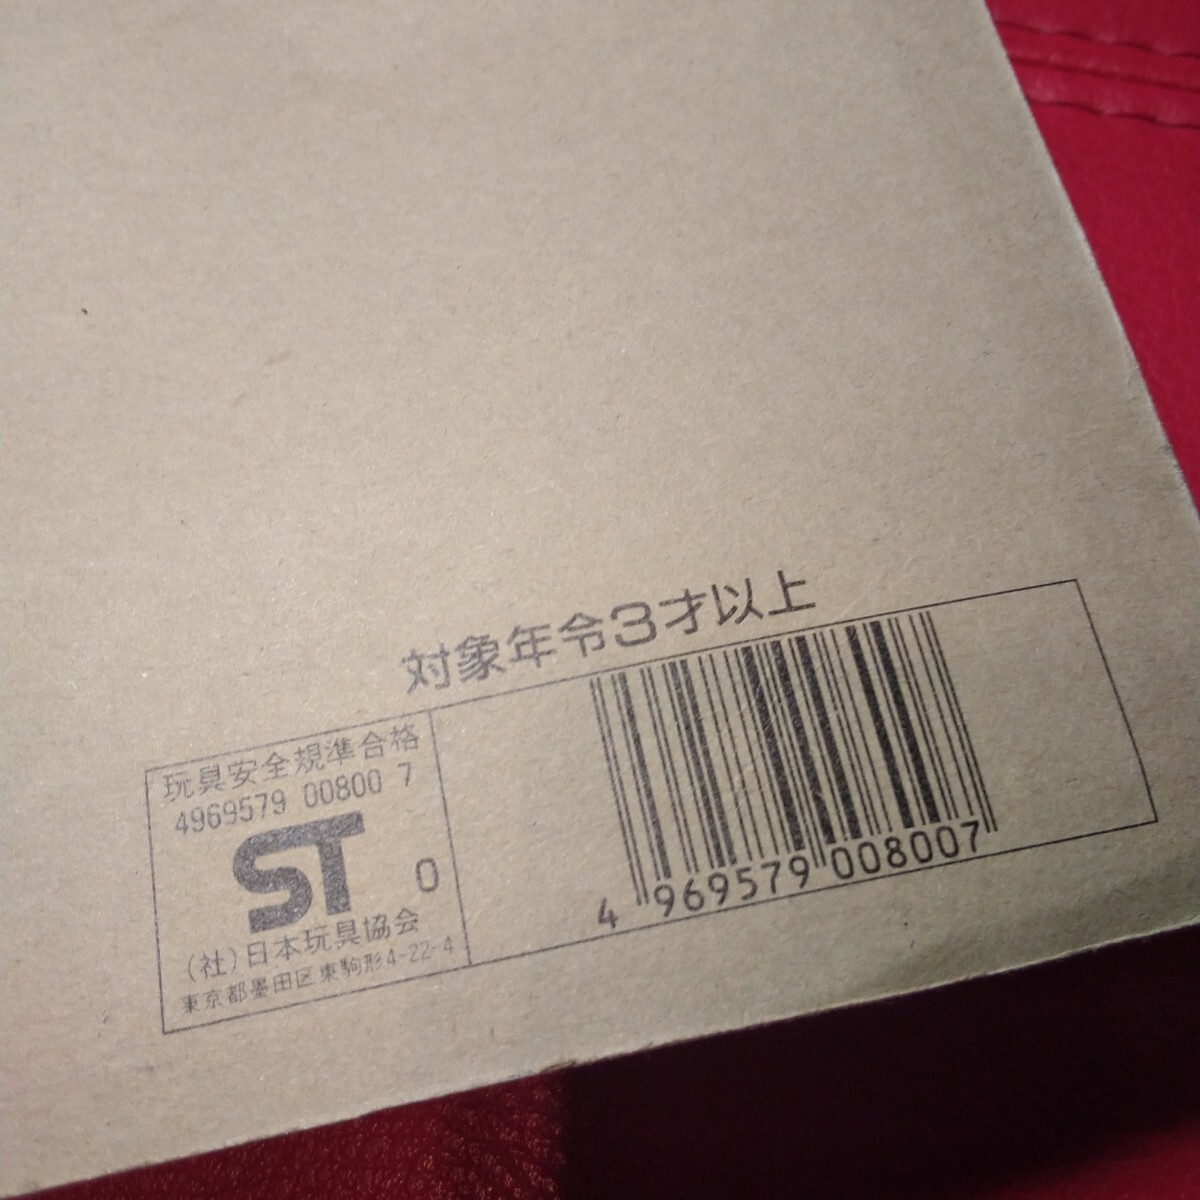 対象年令3才以上
玩具安全規準合格
4969579 00800 7
ST 0
(社)日本玩具協会
東京都墨田区東駒形4-22-4
4 969579 008007